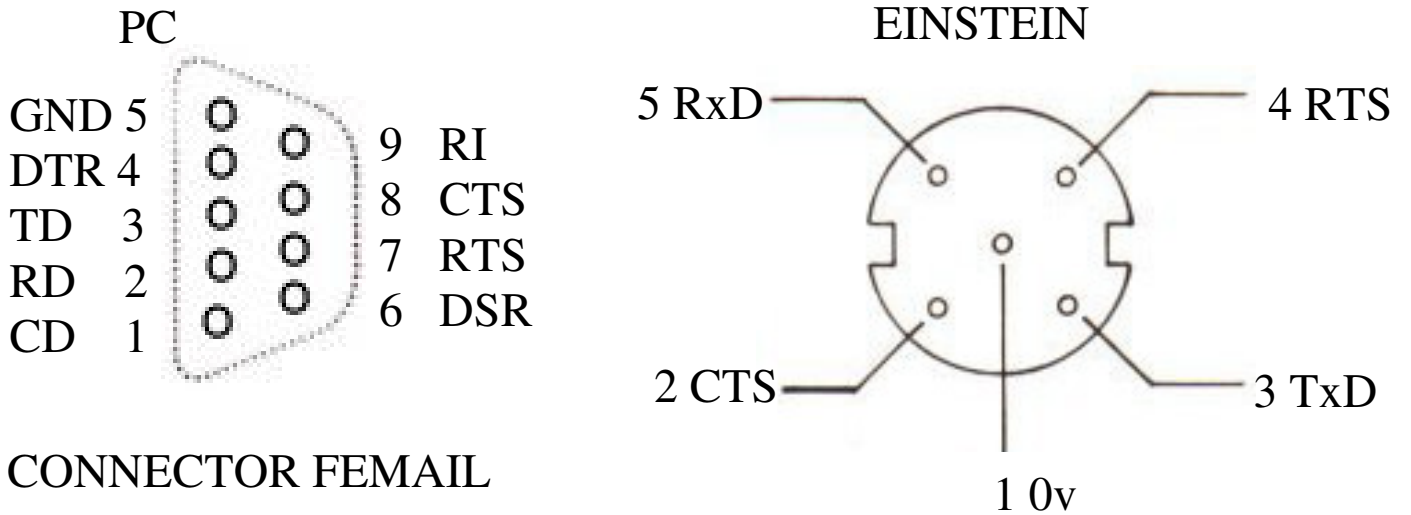 PC
GND 5
DTR 4
TD 3
RD 2
CD 1
9 RI
8 CTS
7 RTS
6 DSR
CONNECTOR FEMAIL
EINSTEIN
5 RxD
4 RTS
2 CTS
3 TxD
1 0v